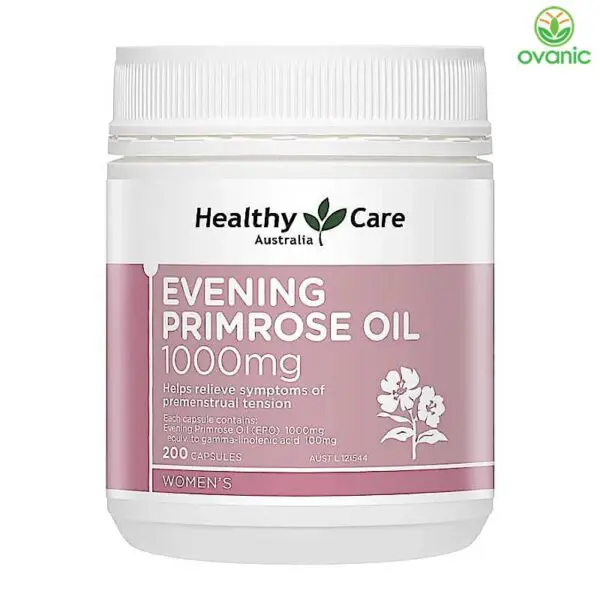 ovanic
Healthy Care
Australia
EVENING
PRIMROSE OIL
1000mg
Helps relieve symptoms of
premenstrual tension
Each capsule contains:
Evening Primrose Oil (EPO) 1000mg
equiv. to gamma-linolenic acid 100mg
200 CAPSULES AUST L 121544
WOMEN'S